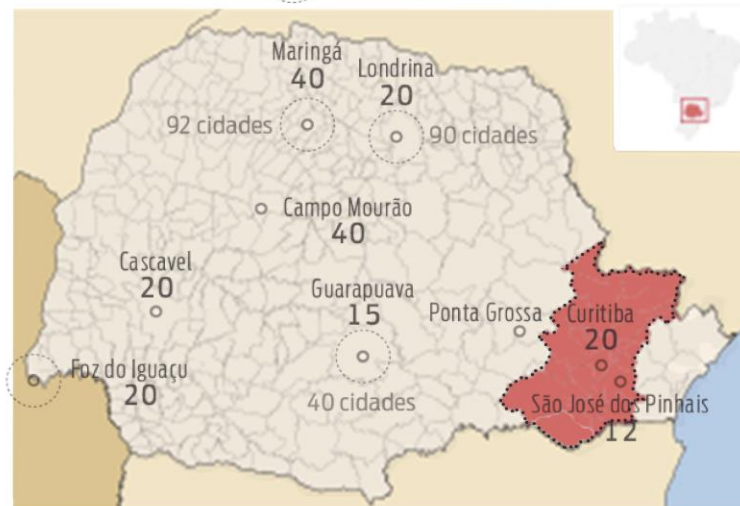 Maringá
40
Londrina
20
92 cidades
90 cidades
Campo Mourão
40
Cascavel
20
Guarapuava
15
40 cidades
Ponta Grossa
Curitiba
20
São José dos Pinhais
12
Foz do Iguaçu
20